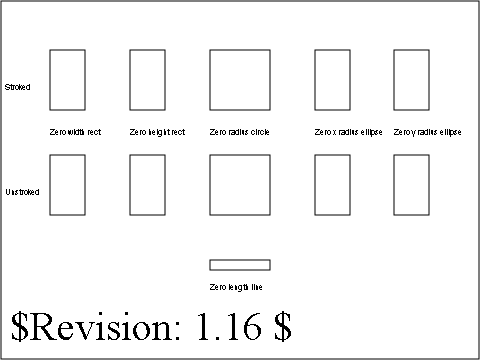 Stroked
Zero width rect Zero height rect Zero radius circle Zero x radius ellipse Zero y radius ellipse
Unstroked
Zero length line
$Revision: 1.16 $